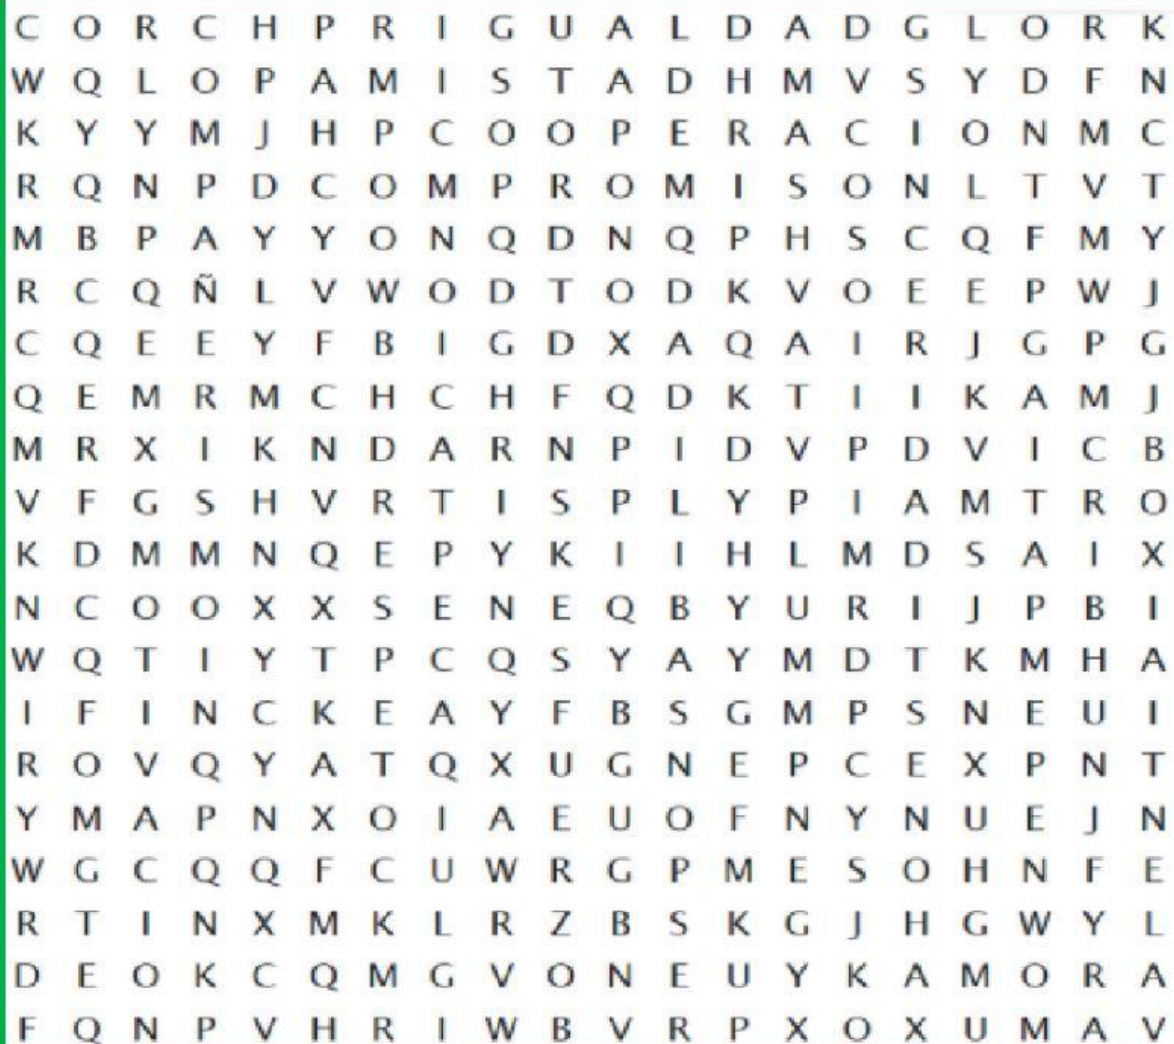 C O R C H P R I G U A L D A D G L O R K
W Q L O P A M I S T A D H M V S Y D F N
K Y Y M J H P C O O P E R A C I O N M C
R Q N P D C O M P R O M I S O N L T V T
M B P A Y Y O N Q D N Q P H S C Q F M Y
R C Q Ñ L V W O D T O D K V O E E P W J
C Q E E Y F B I G D X A Q A I R J G P G
Q E M R M C H C H F Q D K T I I K A M J
M R X I K N D A R N P I D V P D V I C B
V F G S H V R T I S P L Y P I A M T R O
K D M M N Q E P Y K I I H L M D S A I X
N C O O X X S E N E Q B Y U R I J P B I
W Q T I Y T P C Q S Y A Y M D T K M H A
I F I N C K E A Y F B S G M P S N E U I
R O V Q Y A T Q X U G N E P C E X P N T
Y M A P N X O I A E U O F N Y N U E J N
W G C Q Q F C U W R G P M E S O H N F E
R T I N X M K L R Z B S K G J H G W Y L
D E O K C Q M G V O N E U Y K A M O R A
F Q N P V H R I W B V R P X O X U M A V